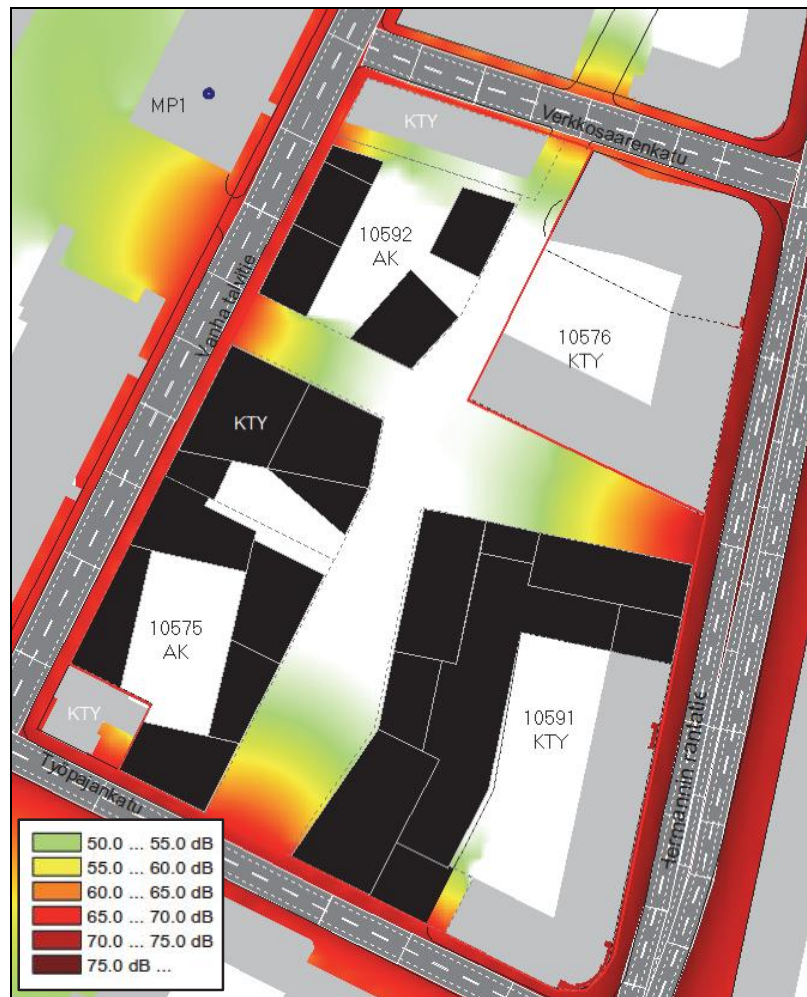 MP1
KTY
Verkkosaarenkatu
10592
AK
Vanha talvitie
10576
KTY
KTY
10575
AK
10591
KTY
KTY
Hermannin rantatie
Työpajankatu
50.0 ... 55.0 dB
55.0 ... 60.0 dB
60.0 ... 65.0 dB
65.0 ... 70.0 dB
70.0 ... 75.0 dB
75.0 dB ...